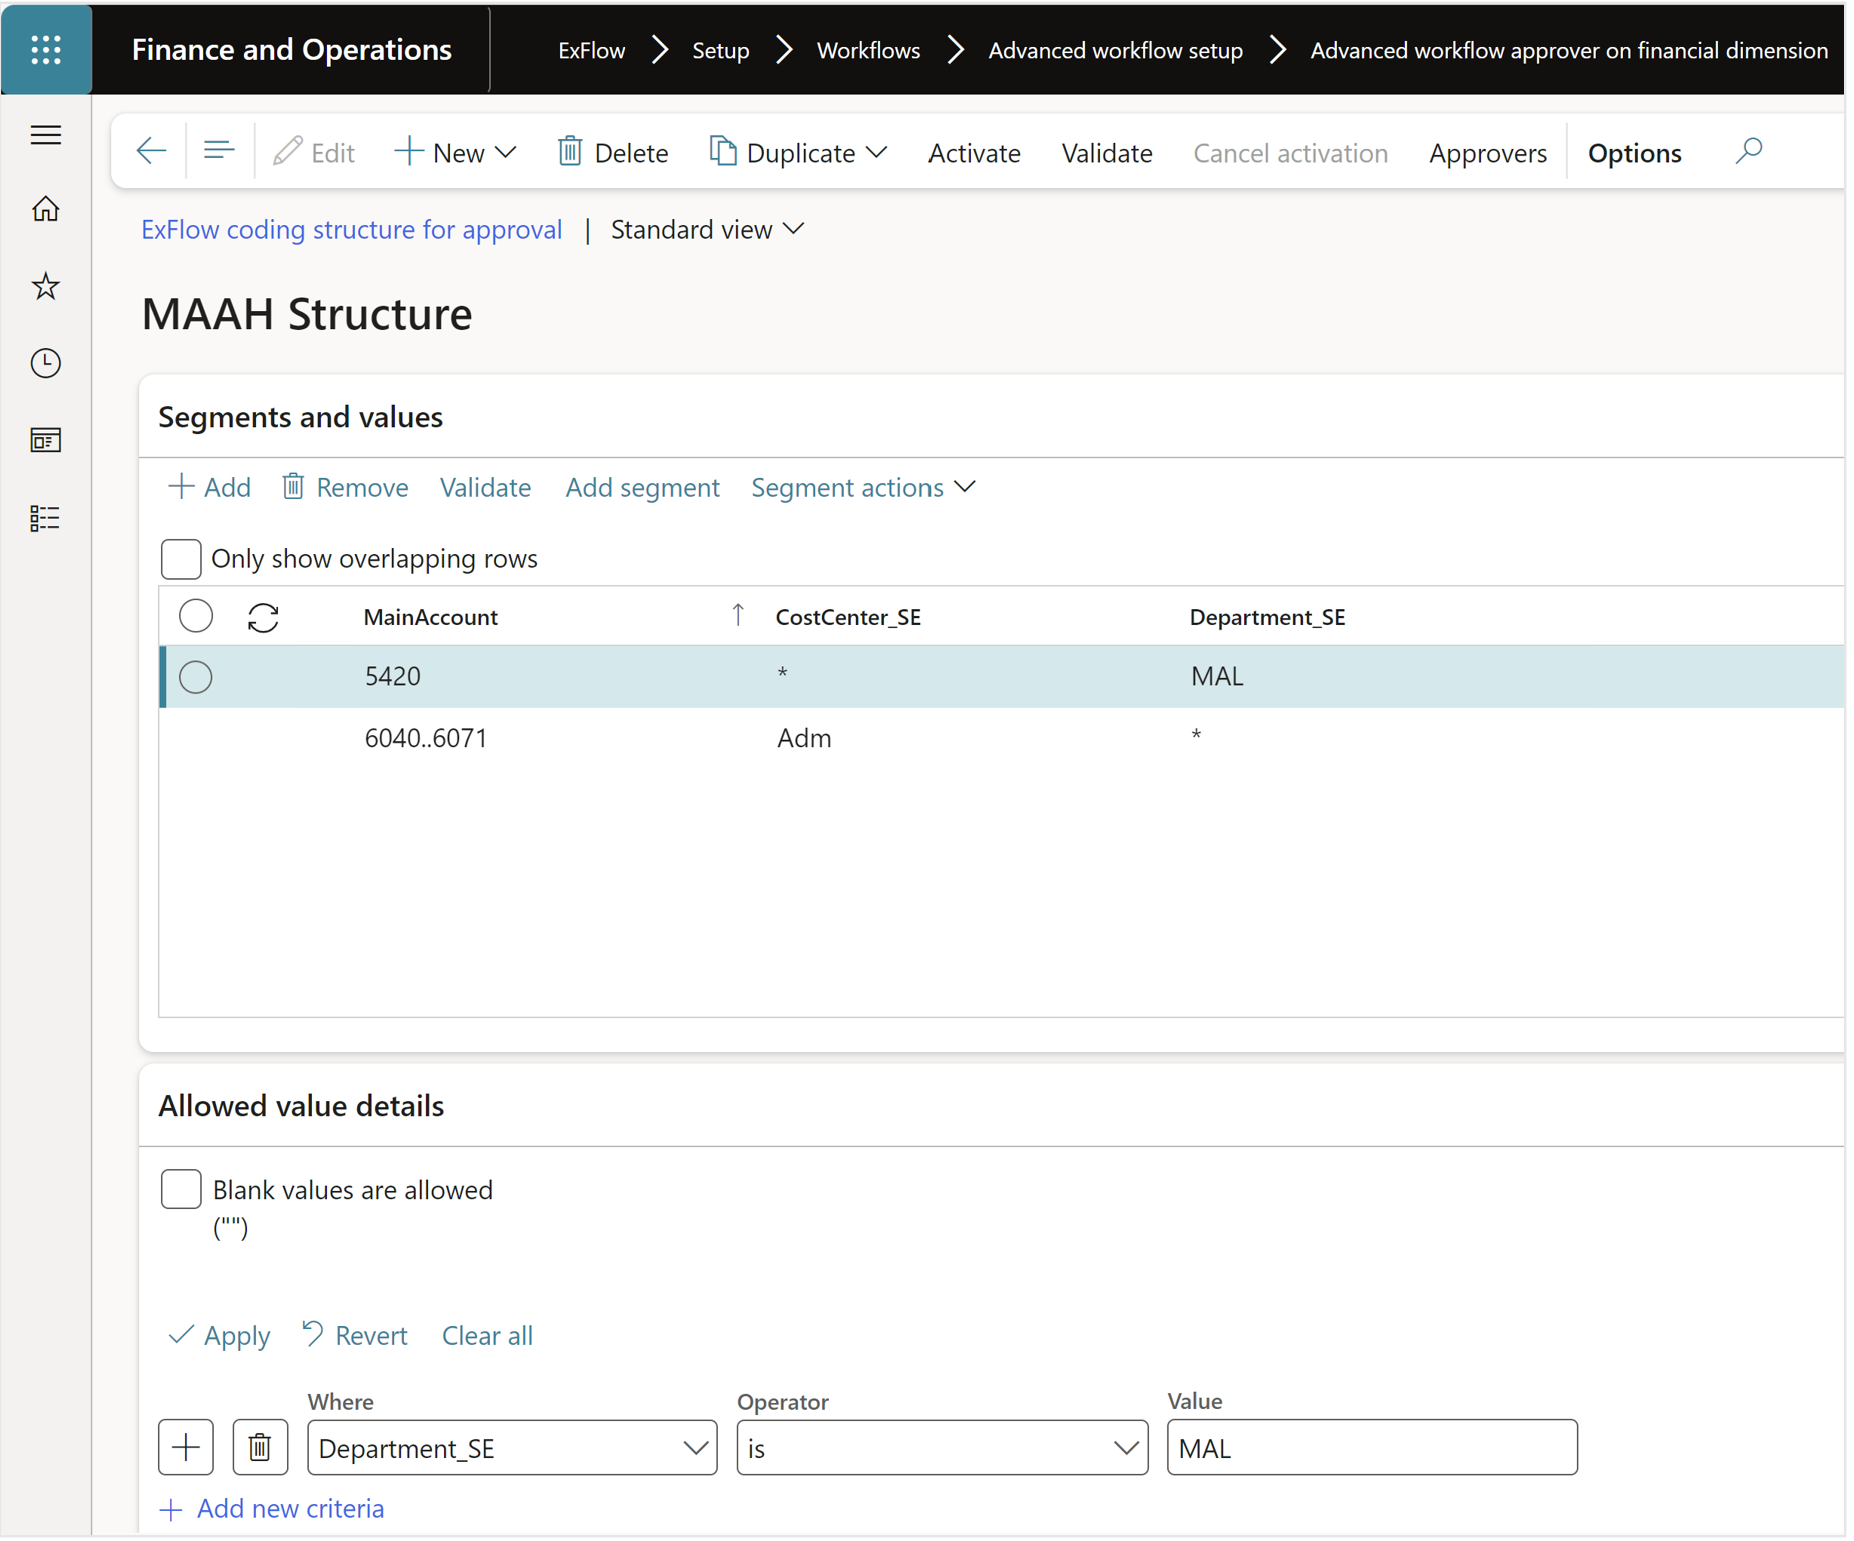 Finance and Operations
ExFlow > Setup > Workflows > Advanced workflow setup > Advanced workflow approver on financial dimension
Edit New Delete Duplicate Activate Validate Cancel activation Approvers Options
ExFlow coding structure for approval | Standard view
MAAH Structure
Segments and values
Add Remove Validate Add segment Segment actions
Only show overlapping rows
MainAccount CostCenter_SE Department_SE
5420 * MAL
6040..6071 Adm *
Allowed value details
Blank values are allowed
("")
Apply Revert Clear all
Where Operator Value
Department_SE is MAL
Add new criteria